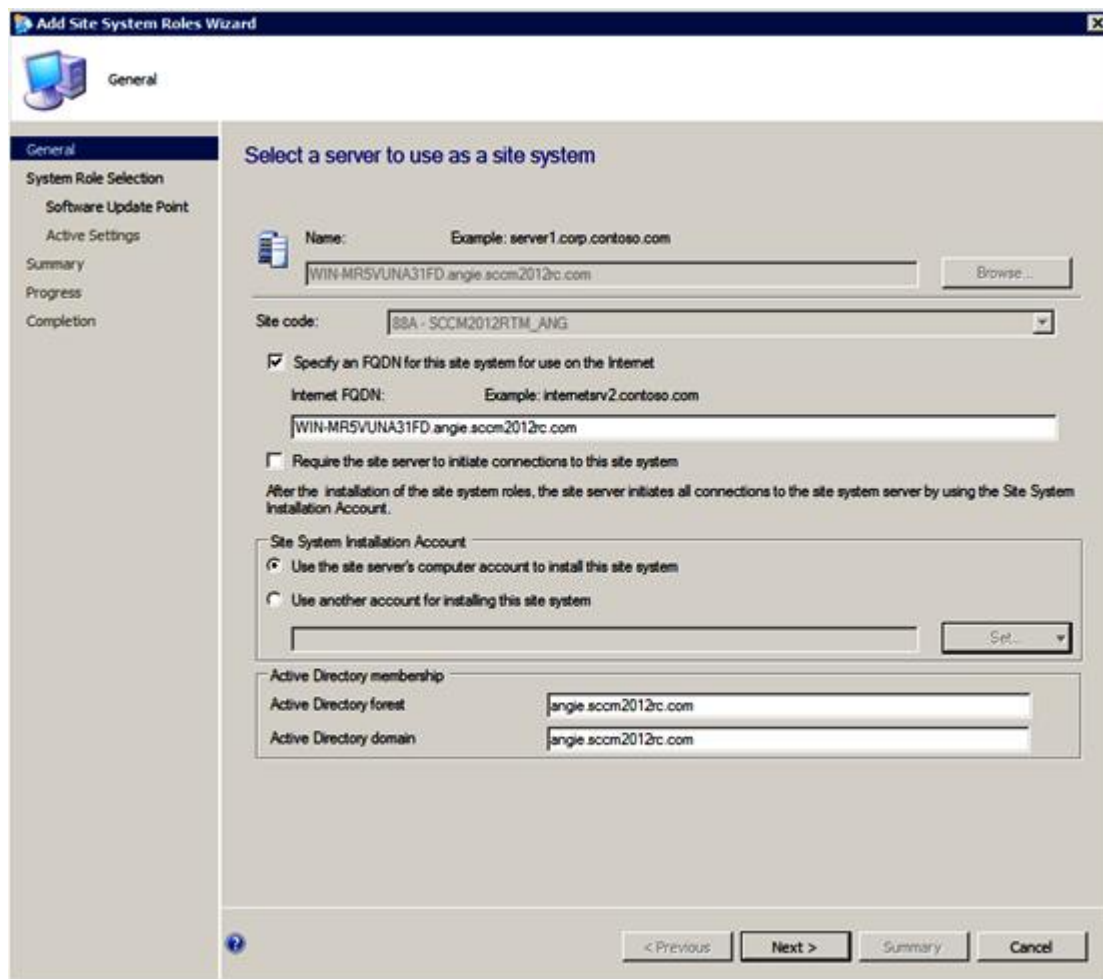 Add Site System Roles Wizard
General
General
System Role Selection
Software Update Point
Active Settings
Summary
Progress
Completion
Select a server to use as a site system
Name: Example: server1.corp.contoso.com
WIN-MR5VUNA31FD.angie.sccm2012rc.com Browse...
Site code: 88A - SCCM2012RTM_ANG
Specify an FQDN for this site system for use on the Internet
Internet FQDN: Example: internetsrv2.contoso.com
WIN-MR5VUNA31FD.angie.sccm2012rc.com
Require the site server to initiate connections to this site system
After the installation of the site system roles, the site server initiates all connections to the site system server by using the Site System
Installation Account.
Site System Installation Account
Use the site server's computer account to install this site system
Use another account for installing this site system
Set...
Active Directory membership
Active Directory forest angie.sccm2012rc.com
Active Directory domain angie.sccm2012rc.com
< Previous Next > Summary Cancel